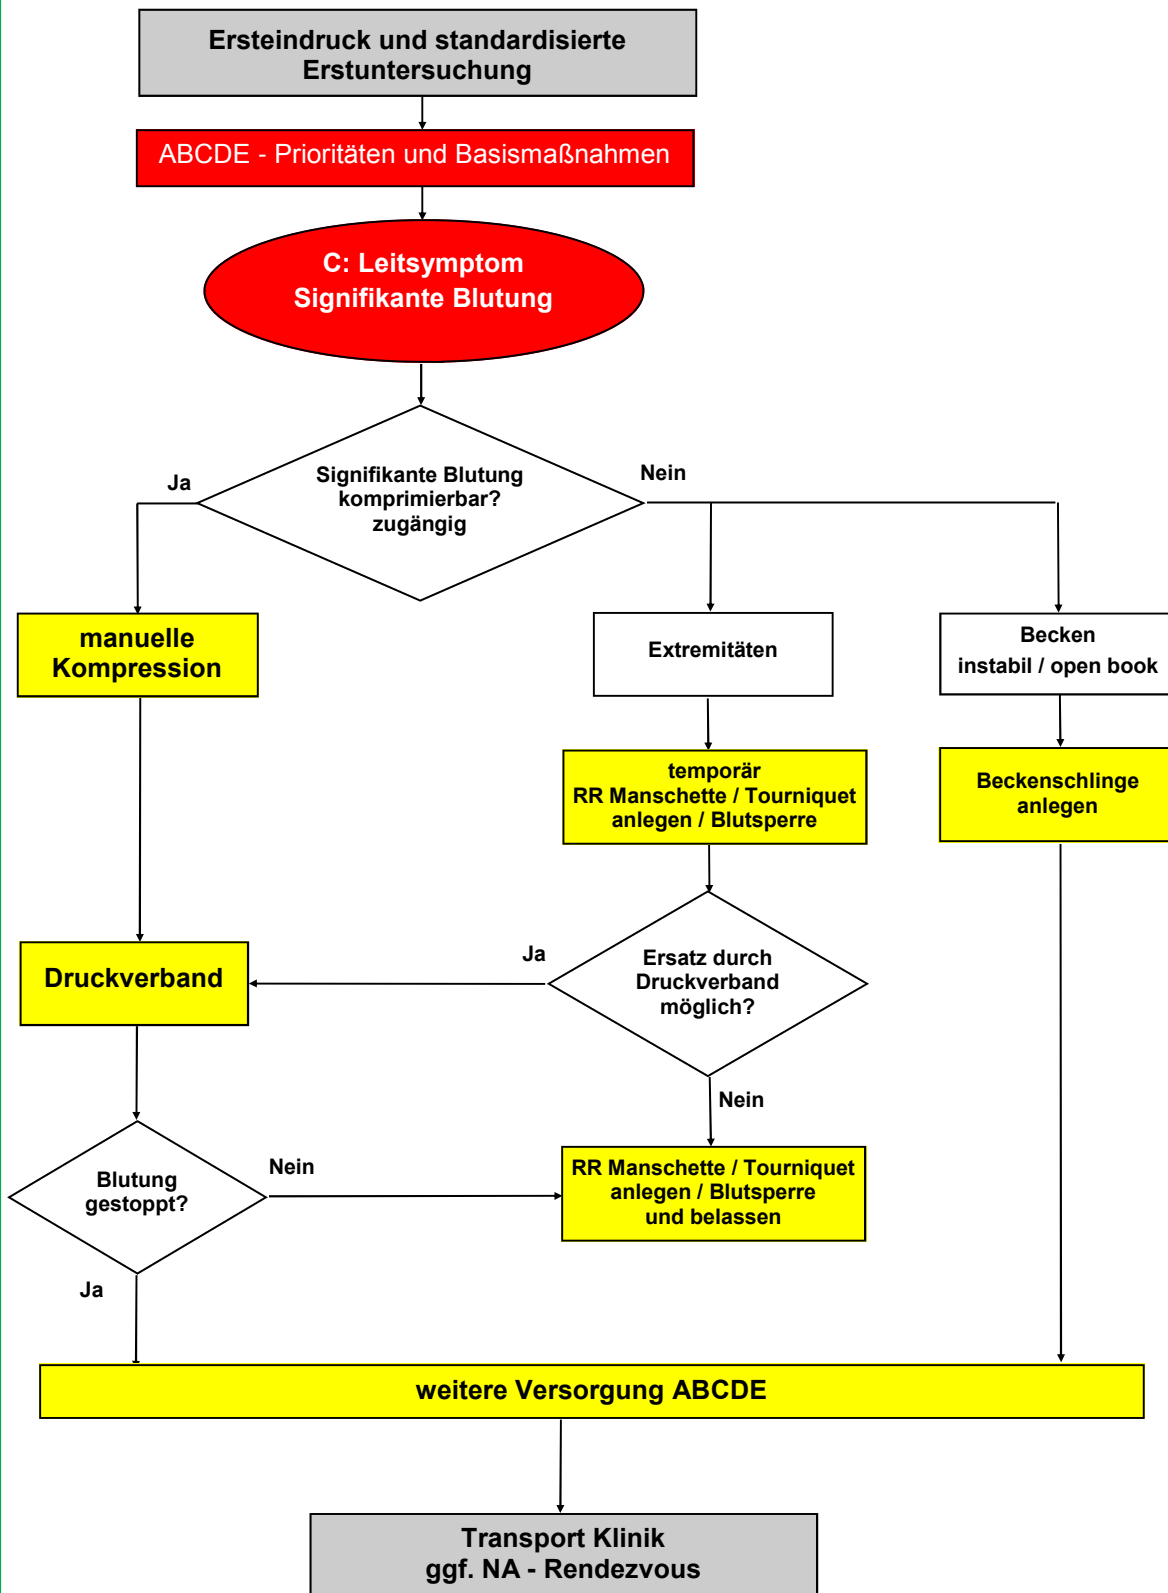 Ersteindruck und standardisierte
Erstuntersuchung
ABCDE - Prioritäten und Basismaßnahmen
C: Leitsymptom
Signifikante Blutung
Signifikante Blutung
komprimierbar?
zugängig
Ja
Nein
manuelle
Kompression
Extremitäten
Becken
instabil / open book
temporär
RR Manschette / Tourniquet
anlegen / Blutsperre
Beckenschlinge
anlegen
Druckverband
Ja
Ersatz durch
Druckverband
möglich?
Nein
Blutung
gestoppt?
Nein
RR Manschette / Tourniquet
anlegen / Blutsperre
und belassen
Ja
weitere Versorgung ABCDE
Transport Klinik
ggf. NA - Rendezvous